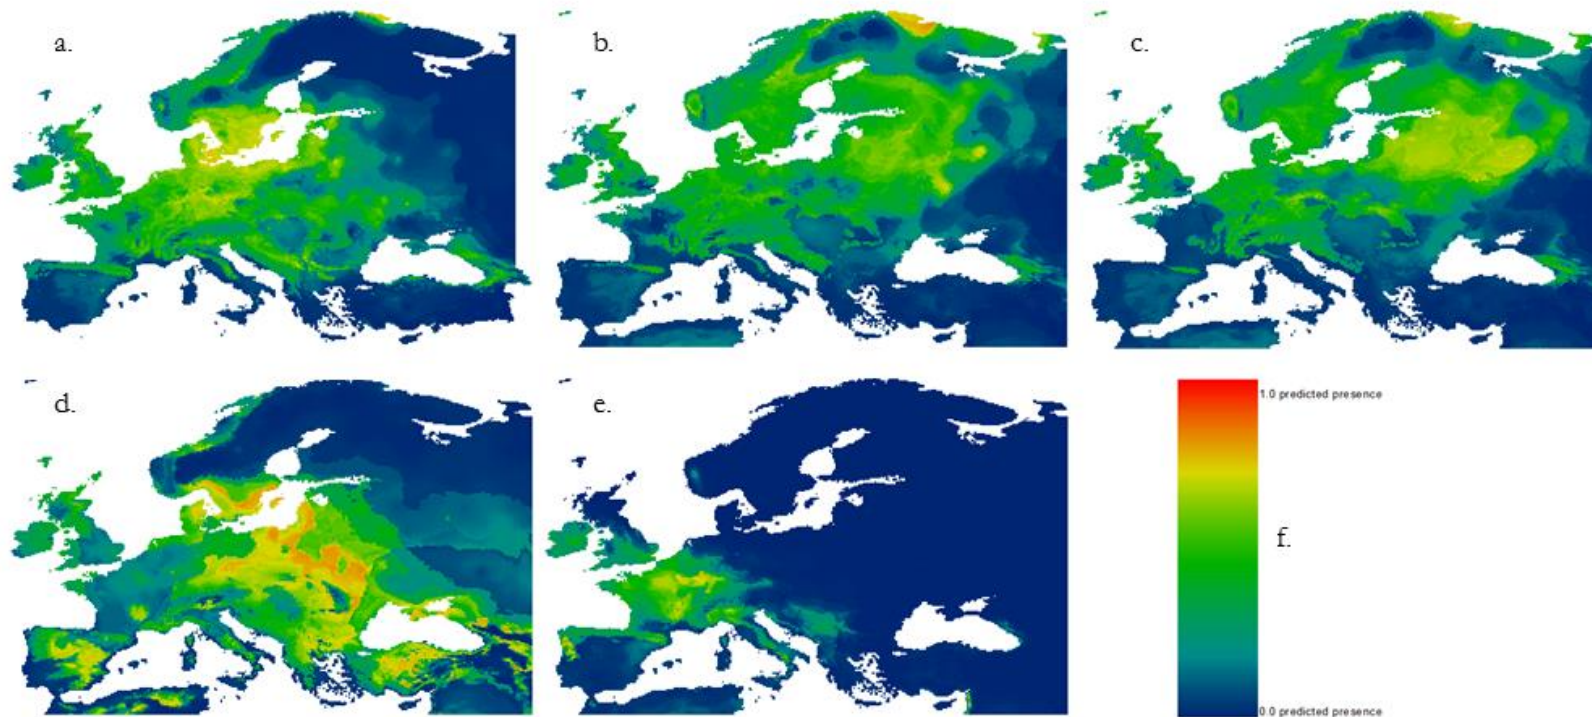 a.
b.
c.
d.
e.
1.0 predicted presence
f.
0.0 predicted presence